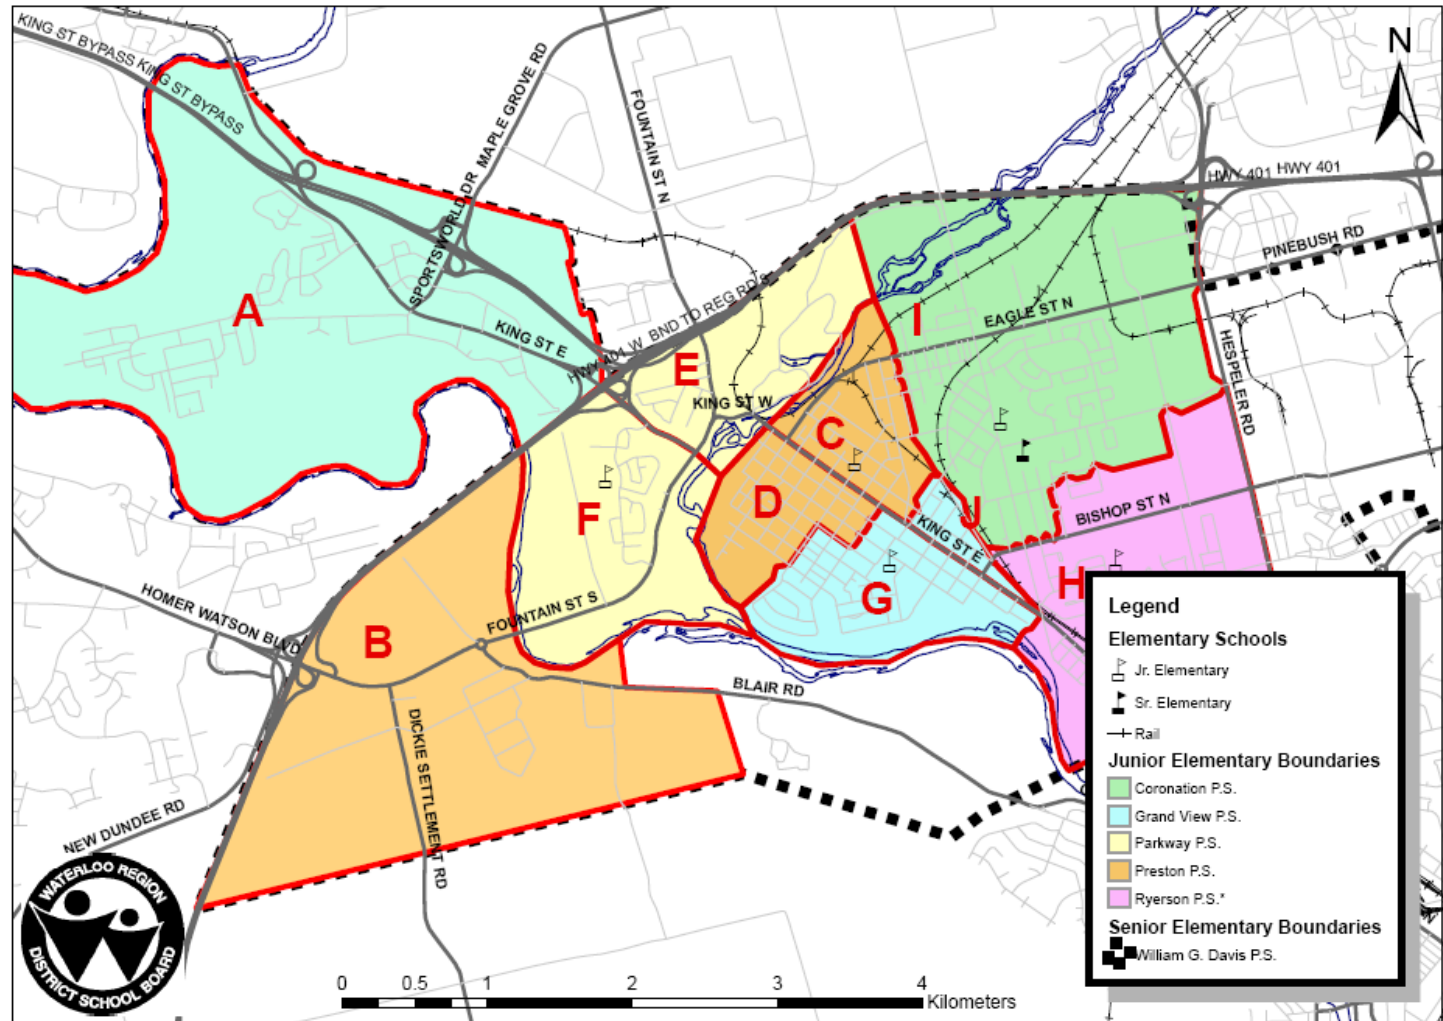 KING ST BYPASS KING ST BYPASS
MAPLE GROVE RD
SPORTSWORLD DR
FOUNTAIN ST N
N
HWY 401 HWY 401
PINEBUSH RD
A
KING ST E
HWY 401 W BND TO REG RD 8
E
KING ST W
I
EAGLE ST N
HESPELER RD
C
D
F
J
KING ST E
BISHOP ST N
G
H
HOMER WATSON BLVD
B
FOUNTAIN ST S
BLAIR RD
DICKIE SETTLEMENT RD
NEW DUNDEE RD
WATERLOO REGION
DISTRICT SCHOOL BOARD
0 0.5 1 2 3 4
Kilometers
Legend
Elementary Schools
Jr. Elementary
Sr. Elementary
Rail
Junior Elementary Boundaries
Coronation P.S.
Grand View P.S.
Parkway P.S.
Preston P.S.
Ryerson P.S.*
Senior Elementary Boundaries
William G. Davis P.S.